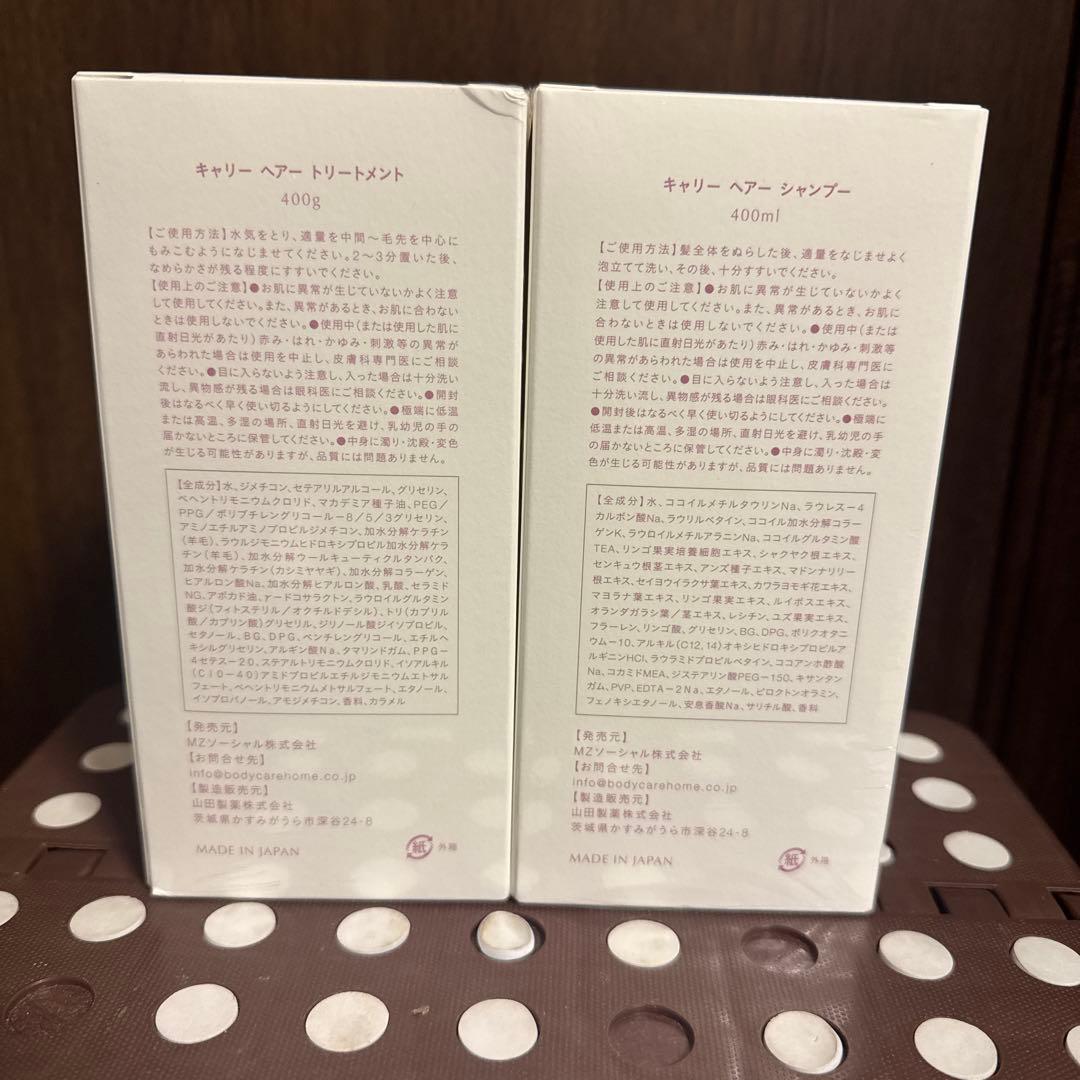 キャリー ヘアー トリートメント
400g
【ご使用方法】水気をとり、適量を中間〜毛先を中心に
もみこむようになじませてください。2〜3分置いた後、
なめらかさが残る程度にすすいでください。
【使用上のご注意】●お肌に異常が生じていないかよく注意
して使用してください。また、異常があるとき、お肌に合わない
ときは使用しないでください。●使用中(または使用した肌に
直射日光があたり)赤み・はれ・かゆみ・刺激等の異常が
あらわれた場合は使用を中止し、皮膚科専門医にご相談
ください。●目に入らないよう注意し、入った場合は十分洗い
流し、異物感が残る場合は眼科医にご相談ください。●開封
後はなるべく早く使い切るようにしてください。●極端に低温
または高温、多湿の場所、直射日光を避け、乳幼児の手の
届かないところに保管してください。●中身に濁り・沈殿・変色
が生じる可能性がありますが、品質には問題ありません。
【全成分】水、ジメチコン、セテアリルアルコール、グリセリン、
ベヘントリモニウムクロリド、マカデミア種子油、PEG/
PPG/ポリブチレングリコール−8/5/3グリセリン、
アミノエチルアミノプロピルジメチコン、加水分解ケラチン
(羊毛)、ラウルジモニウムヒドロキシプロピル加水分解ケラ
チン(羊毛)、加水分解ウールキューティクルタンパク、
加水分解ケラチン(カシミヤヤギ)、加水分解コラーゲン、
ヒアルロン酸Na、加水分解ヒアルロン酸、乳酸、セラミド
NG、アボカド油、アードコサラクトン、ラウロイルグルタミン
酸ジ(フィトステリル/オクチルドデシル)、トリ(カプリル
酸/カプリン酸)グリセリル、ジリノール酸ジイソプロピル、
セタノール、BG、DPG、ペンチレングリコール、エチルヘ
キシルグリセリン、アルギン酸Na、タマリンドガム、PPG−
4セテス−20、ステアルトリモニウムクロリド、イソアルキル
(C10−40)アミドプロピルエチルジモニウムエトサル
フェート、ベヘントリモニウムメトサルフェート、エタノール、
イソプロパノール、アモジメチコン、香料、カラメル
【発売元】
MZソーシャル株式会社
【お問合せ先】
info@bodycarehome.co.jp
【製造販売元】
山田製薬株式会社
茨城県かすみがうら市深谷24-8
MADE IN JAPAN
紙 外箱
キャリー ヘアー シャンプー
400ml
【ご使用方法】髪全体をぬらした後、適量をなじませよく
泡立てて洗い、その後、十分すすいでください。
【使用上のご注意】●お肌に異常が生じていないかよく
注意して使用してください。また、異常があるとき、お肌に
合わないときは使用しないでください。●使用中(または
使用した肌に直射日光があたり)赤み・はれ・かゆみ・刺激等
の異常があらわれた場合は使用を中止し、皮膚科専門医に
ご相談ください。●目に入らないよう注意し、入った場合は
十分洗い流し、異物感が残る場合は眼科医にご相談ください。
●開封後はなるべく早く使い切るようにしてください。●極端に
低温または高温、多湿の場所、直射日光を避け、乳幼児の手
の届かないところに保管してください。●中身に濁り・沈殿・変
色が生じる可能性がありますが、品質には問題ありません。
【全成分】水、ココイルメチルタウリンNa、ラウレス−4
カルボン酸Na、ラウリルベタイン、ココイル加水分解コラー
ゲンK、ラウロイルメチルアラニンNa、ココイルグルタミン酸
TEA、リンゴ果実培養細胞エキス、シャクヤク根エキス、
センキュウ根茎エキス、アンズ種子エキス、マドンナリリー
根エキス、セイヨウイラクサ葉エキス、カワラヨモギ花エキス、
マヨラナ葉エキス、リンゴ果実エキス、ルイボスエキス、
オランダガラシ葉/茎エキス、レシチン、ユズ果実エキス、
フラーレン、リンゴ酸、グリセリン、BG、DPG、ポリクオタニ
ウム−10、アルキル(C12,14)オキシヒドロキシプロピルア
ルギニンHCl、ラウラミドプロピルベタイン、ココアンホ酢酸
Na、コカミドMEA、ジステアリン酸PEG−150、キサンタン
ガム、PVP、EDTA−2Na、エタノール、ピロクトンオラミン、
フェノキシエタノール、安息香酸Na、サリチル酸、香料
【発売元】
MZソーシャル株式会社
【お問合せ先】
info@bodycarehome.co.jp
【製造販売元】
山田製薬株式会社
茨城県かすみがうら市深谷24-8
MADE IN JAPAN
紙 外箱